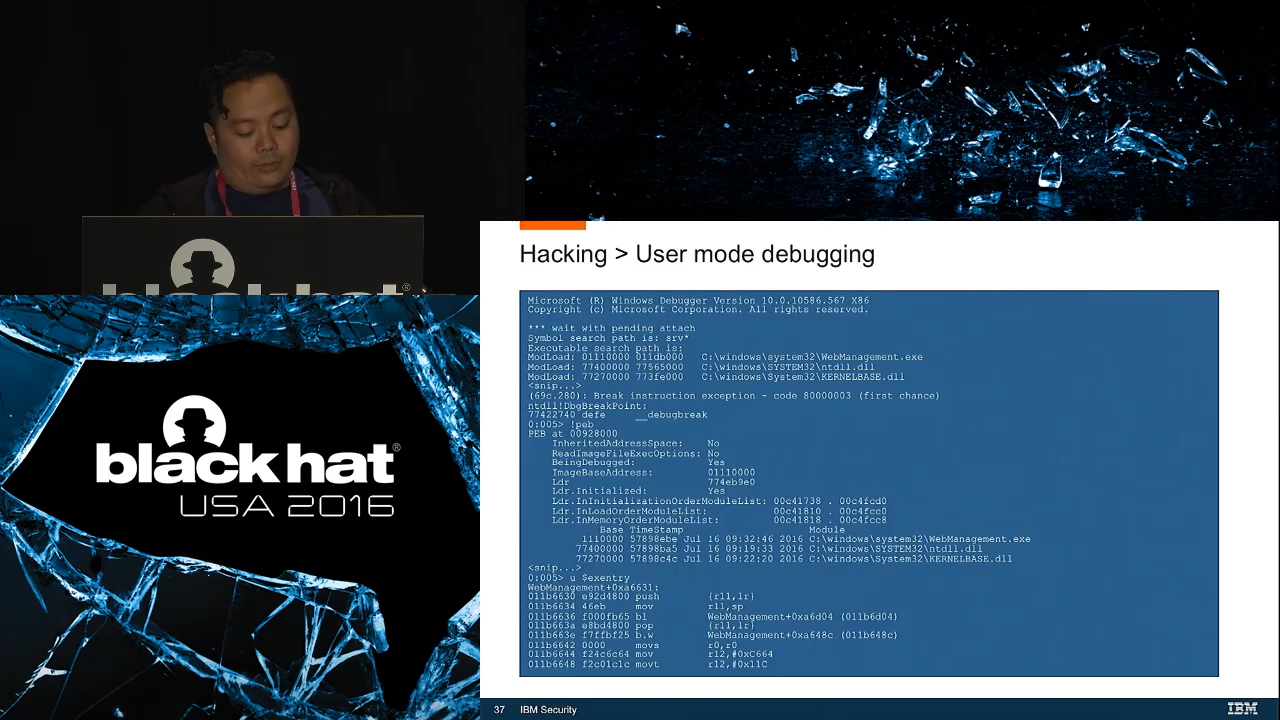 black hat®
black hat®
USA 2016
Hacking > User mode debugging
Microsoft (R) Windows Debugger Version 10.0.10586.567 X86
Copyright (c) Microsoft Corporation. All rights reserved.
*** wait with pending attach
Symbol search path is: srv*
Executable search path is:
ModLoad: 01110000 011db000   C:\windows\system32\WebManagement.exe
ModLoad: 77400000 77565000   C:\windows\SYSTEM32\ntdll.dll
ModLoad: 77270000 773fe000   C:\windows\System32\KERNELBASE.dll
<snip...>
(69c.280): Break instruction exception - code 80000003 (first chance)
ntdll!DbgBreakPoint:
77422740 defe     __debugbreak
0:005> !peb
PEB at 00928000
InheritedAddressSpace:    No
ReadImageFileExecOptions: No
BeingDebugged:            Yes
ImageBaseAddress:         01110000
Ldr                       774eb9e0
Ldr.Initialized:          Yes
Ldr.InInitializationOrderModuleList: 00c41738 . 00c4fcd0
Ldr.InLoadOrderModuleList:           00c41810 . 00c4fcc0
Ldr.InMemoryOrderModuleList:         00c41818 . 00c4fcc8
Base TimeStamp                     Module
1110000 57898ebe Jul 16 09:32:46 2016 C:\windows\system32\WebManagement.exe
77400000 57898ba5 Jul 16 09:19:33 2016 C:\windows\SYSTEM32\ntdll.dll
77270000 57898c4c Jul 16 09:22:20 2016 C:\windows\System32\KERNELBASE.dll
<snip...>
0:005> u $exentry
WebManagement+0xa6631:
011b6630 e92d4800 push       {r11,lr}
011b6634 46eb     mov        r11,sp
011b6636 f000fb65 bl         WebManagement+0xa6d04 (011b6d04)
011b663a e8bd4800 pop        {r11,lr}
011b663e f7ffbf25 b.w        WebManagement+0xa648c (011b648c)
011b6642 0000     movs       r0,r0
011b6644 f24c6c64 mov        r12,#0xC664
011b6648 f2c01c1c movt       r12,#0x11C
37   IBM Security
IBM